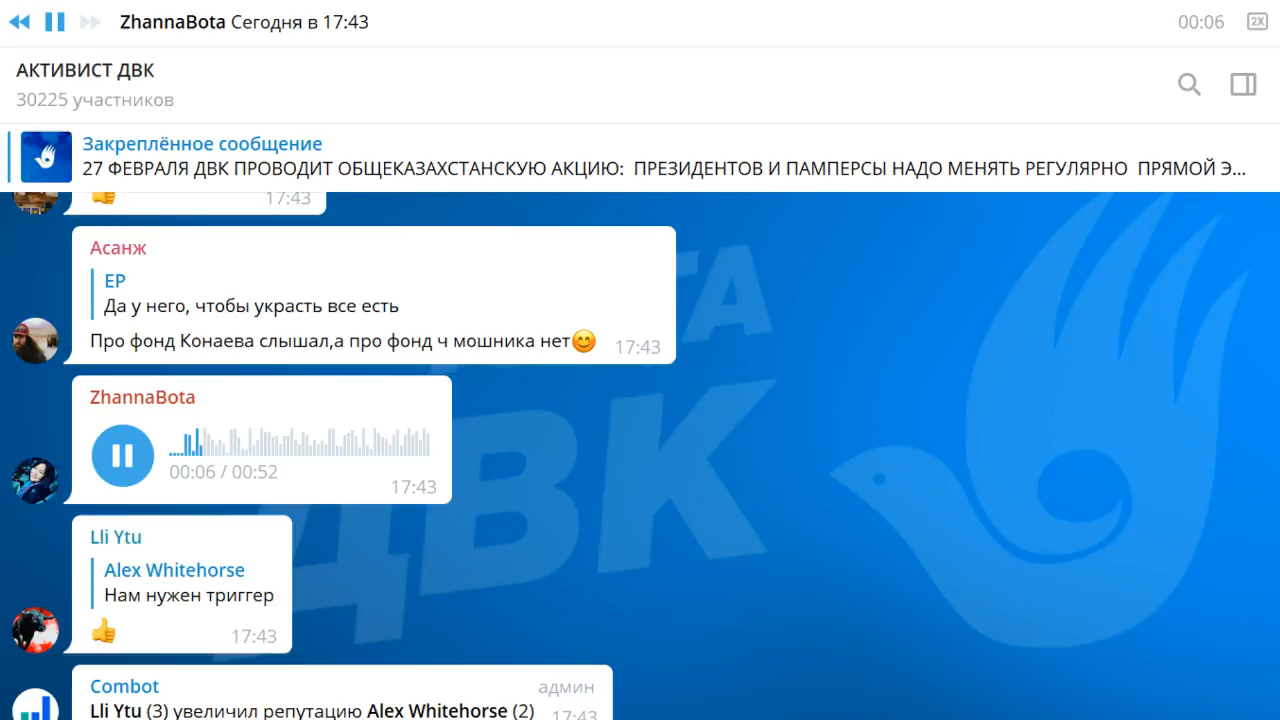 ZhannaBota Сегодня в 17:43
00:06
2X
АКТИВИСТ ДВК
30225 участников
Закреплённое сообщение
27 ФЕВРАЛЯ ДВК ПРОВОДИТ ОБЩЕКАЗАХСТАНСКУЮ АКЦИЮ: ПРЕЗИДЕНТОВ И ПАМПЕРСЫ НАДО МЕНЯТЬ РЕГУЛЯРНО ПРЯМОЙ Э...
👍 17:43
Асанж
EP
Да у него, чтобы украсть все есть
Про фонд Конаева слышал,а про фонд ч мошника нет😊 17:43
ZhannaBota
00:06 / 00:52
17:43
Lli Ytu
Alex Whitehorse
Нам нужен триггер
👍 17:43
Combot админ
Lli Ytu (3) увеличил репутацию Alex Whitehorse (2) 17:43
ДВК